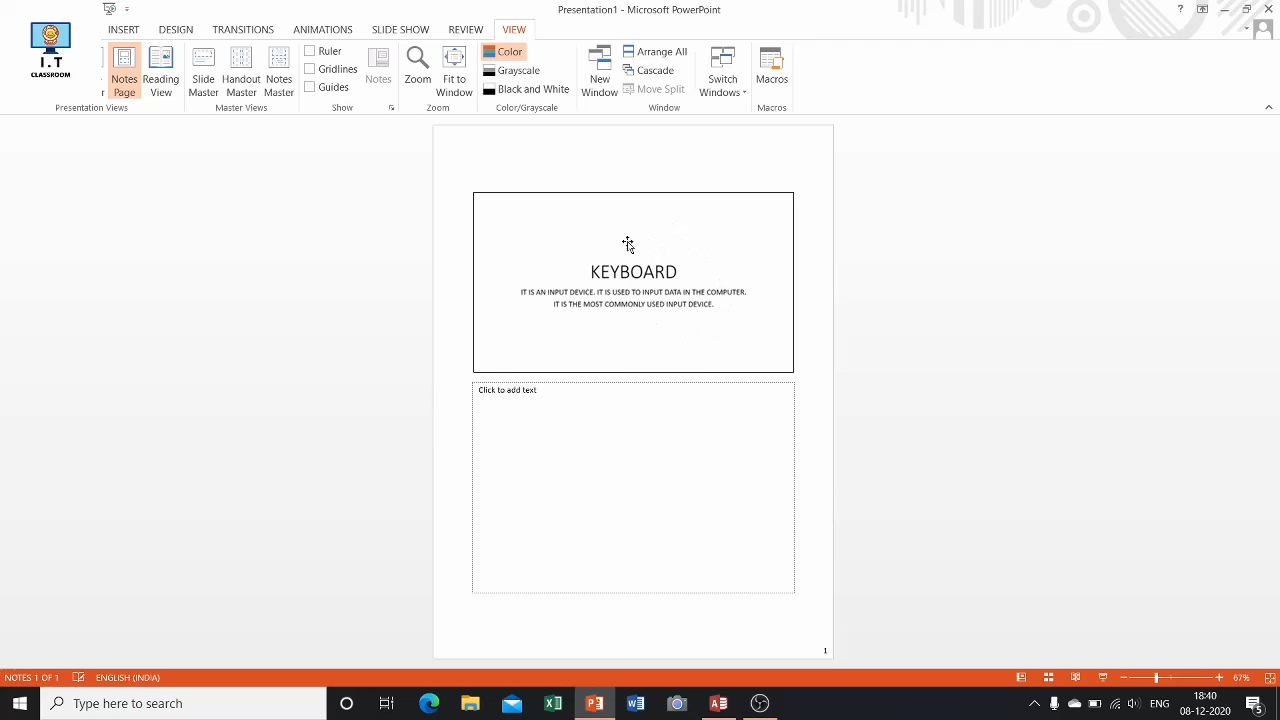 Presentation1 - Microsoft PowerPoint
?
I.T
CLASSROOM
INSERT
DESIGN
TRANSITIONS
ANIMATIONS
SLIDE SHOW
REVIEW
VIEW
Notes
Page
Reading
View
Presentation Views
Slide
Master
Handout
Master
Notes
Master
Master Views
Ruler
Gridlines
Guides
Notes
Show
Zoom
Fit to
Window
Zoom
Color
Grayscale
Black and White
Color/Grayscale
New
Window
Arrange All
Cascade
Move Split
Switch
Windows
Window
Macros
Macros
KEYBOARD
IT IS AN INPUT DEVICE. IT IS USED TO INPUT DATA IN THE COMPUTER.
IT IS THE MOST COMMONLY USED INPUT DEVICE.
Click to add text
1
NOTES 1 OF 1
ENGLISH (INDIA)
67%
Type here to search
ENG
18:40
08-12-2020
5